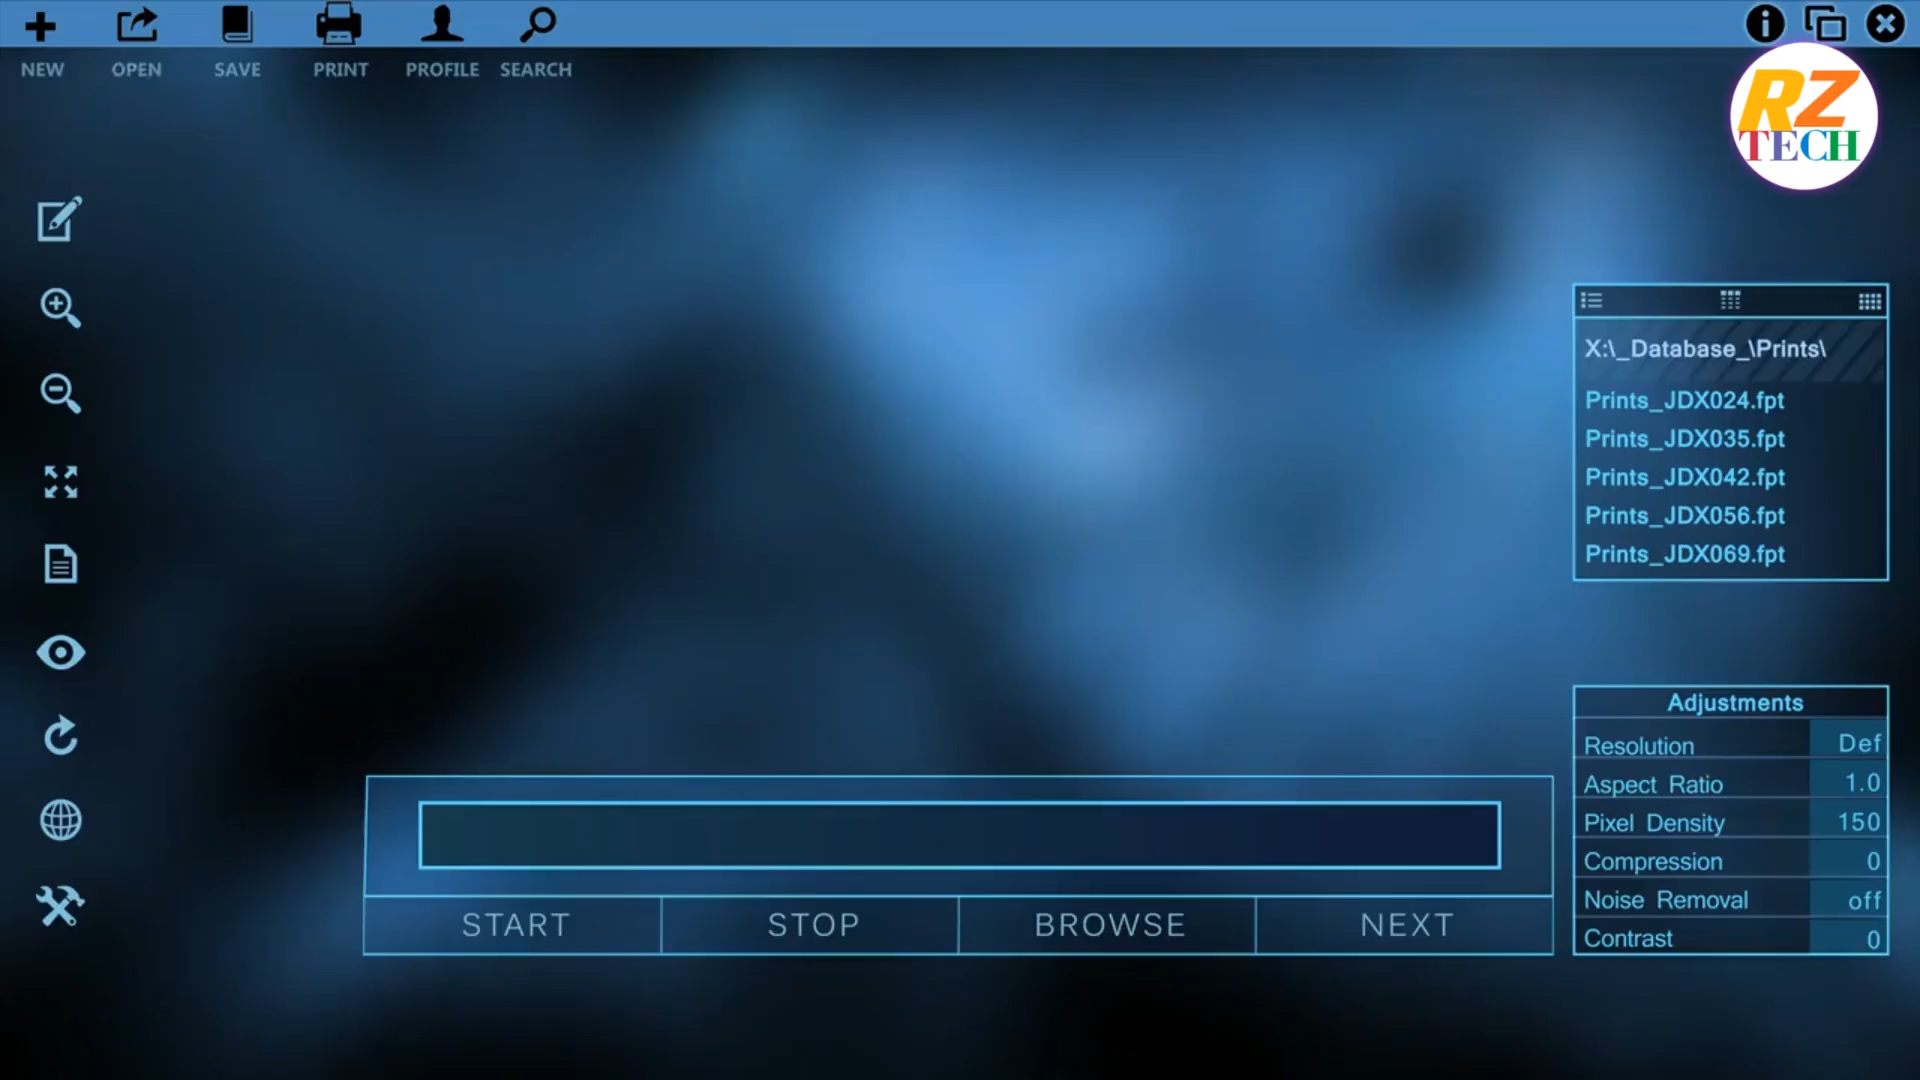 NEW OPEN SAVE PRINT PROFILE SEARCH
RZ
TECH
X:\_Database_\Prints\
Prints_JDX024.fpt
Prints_JDX035.fpt
Prints_JDX042.fpt
Prints_JDX056.fpt
Prints_JDX069.fpt
Adjustments
Resolution Def
Aspect Ratio 1.0
Pixel Density 150
Compression 0
Noise Removal off
Contrast 0
START STOP BROWSE NEXT